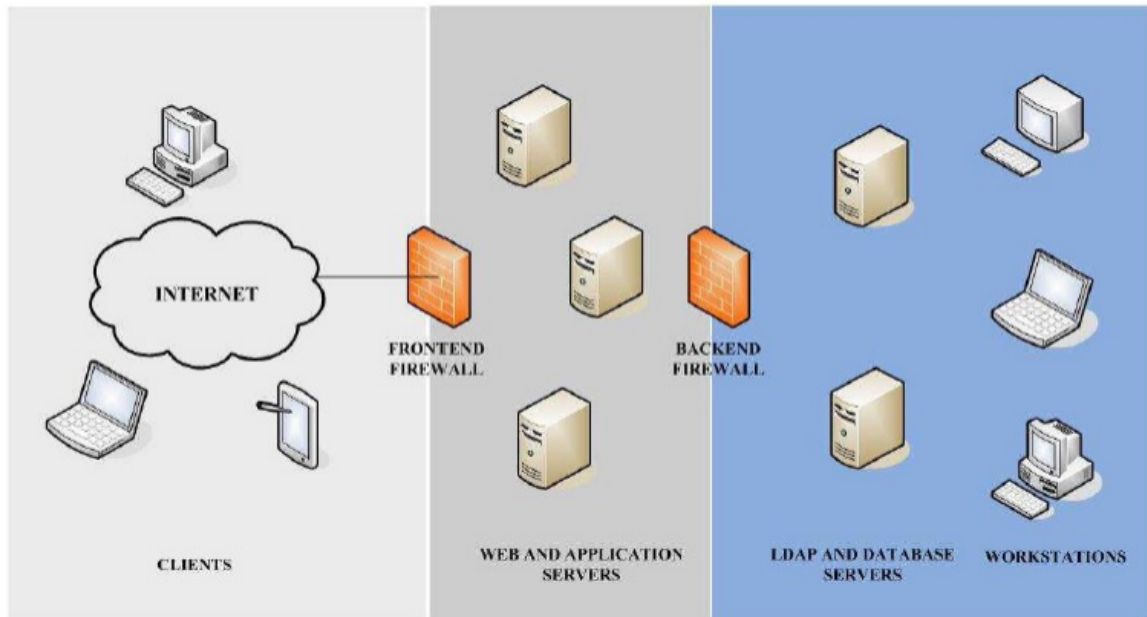 INTERNET
FRONTEND
FIREWALL
BACKEND
FIREWALL
CLIENTS
WEB AND APPLICATION
SERVERS
LDAP AND DATABASE
SERVERS
WORKSTATIONS